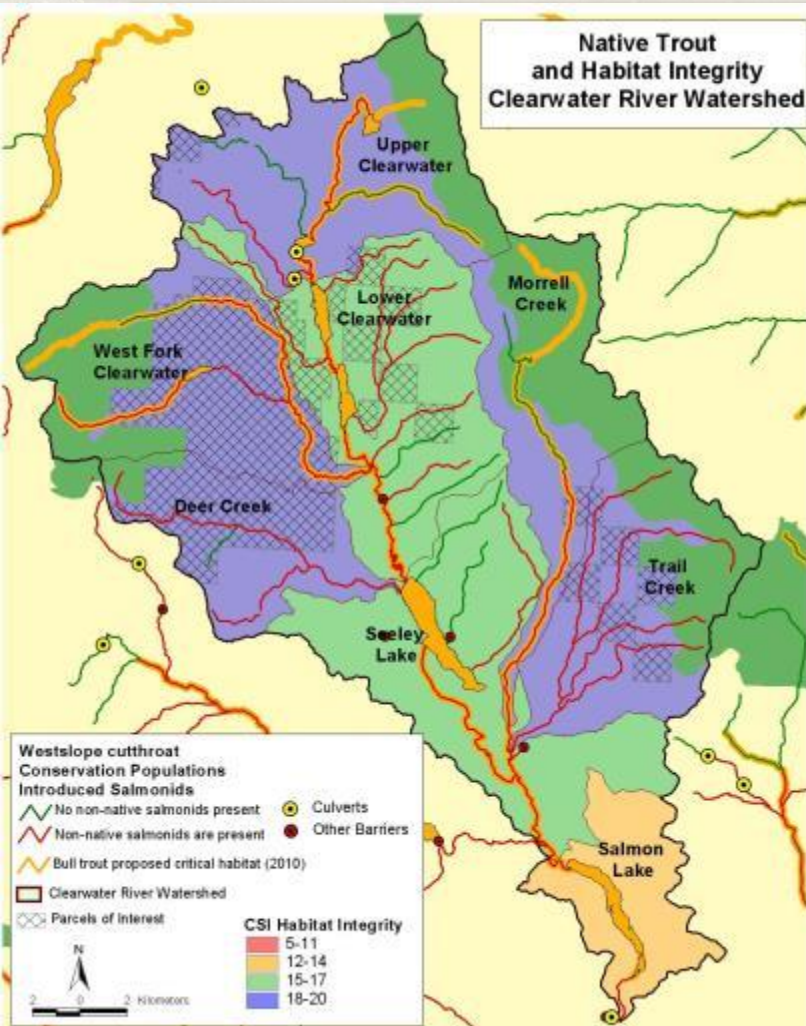 Native Trout
and Habitat Integrity
Clearwater River Watershed
Upper
Clearwater
Morrell
Creek
Lower
Clearwater
West Fork
Clearwater
Deer Creek
Trail
Creek
Seeley
Lake
Salmon
Lake
Westslope cutthroat
Conservation Populations
Introduced Salmonids
No non-native salmonids present
Non-native salmonids are present
Bull trout proposed critical habitat (2010)
Clearwater River Watershed
Parcels of Interest
Culverts
Other Barriers
CSI Habitat Integrity
5-11
12-14
15-17
18-20
N
2 0 2 Kilometers